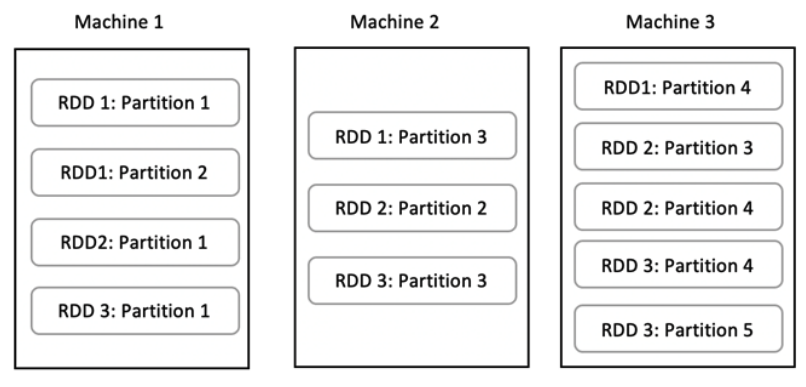 Machine 1
RDD 1: Partition 1
RDD1: Partition 2
RDD2: Partition 1
RDD 3: Partition 1
Machine 2
RDD 1: Partition 3
RDD 2: Partition 2
RDD 3: Partition 3
Machine 3
RDD1: Partition 4
RDD 2: Partition 3
RDD 2: Partition 4
RDD 3: Partition 4
RDD 3: Partition 5